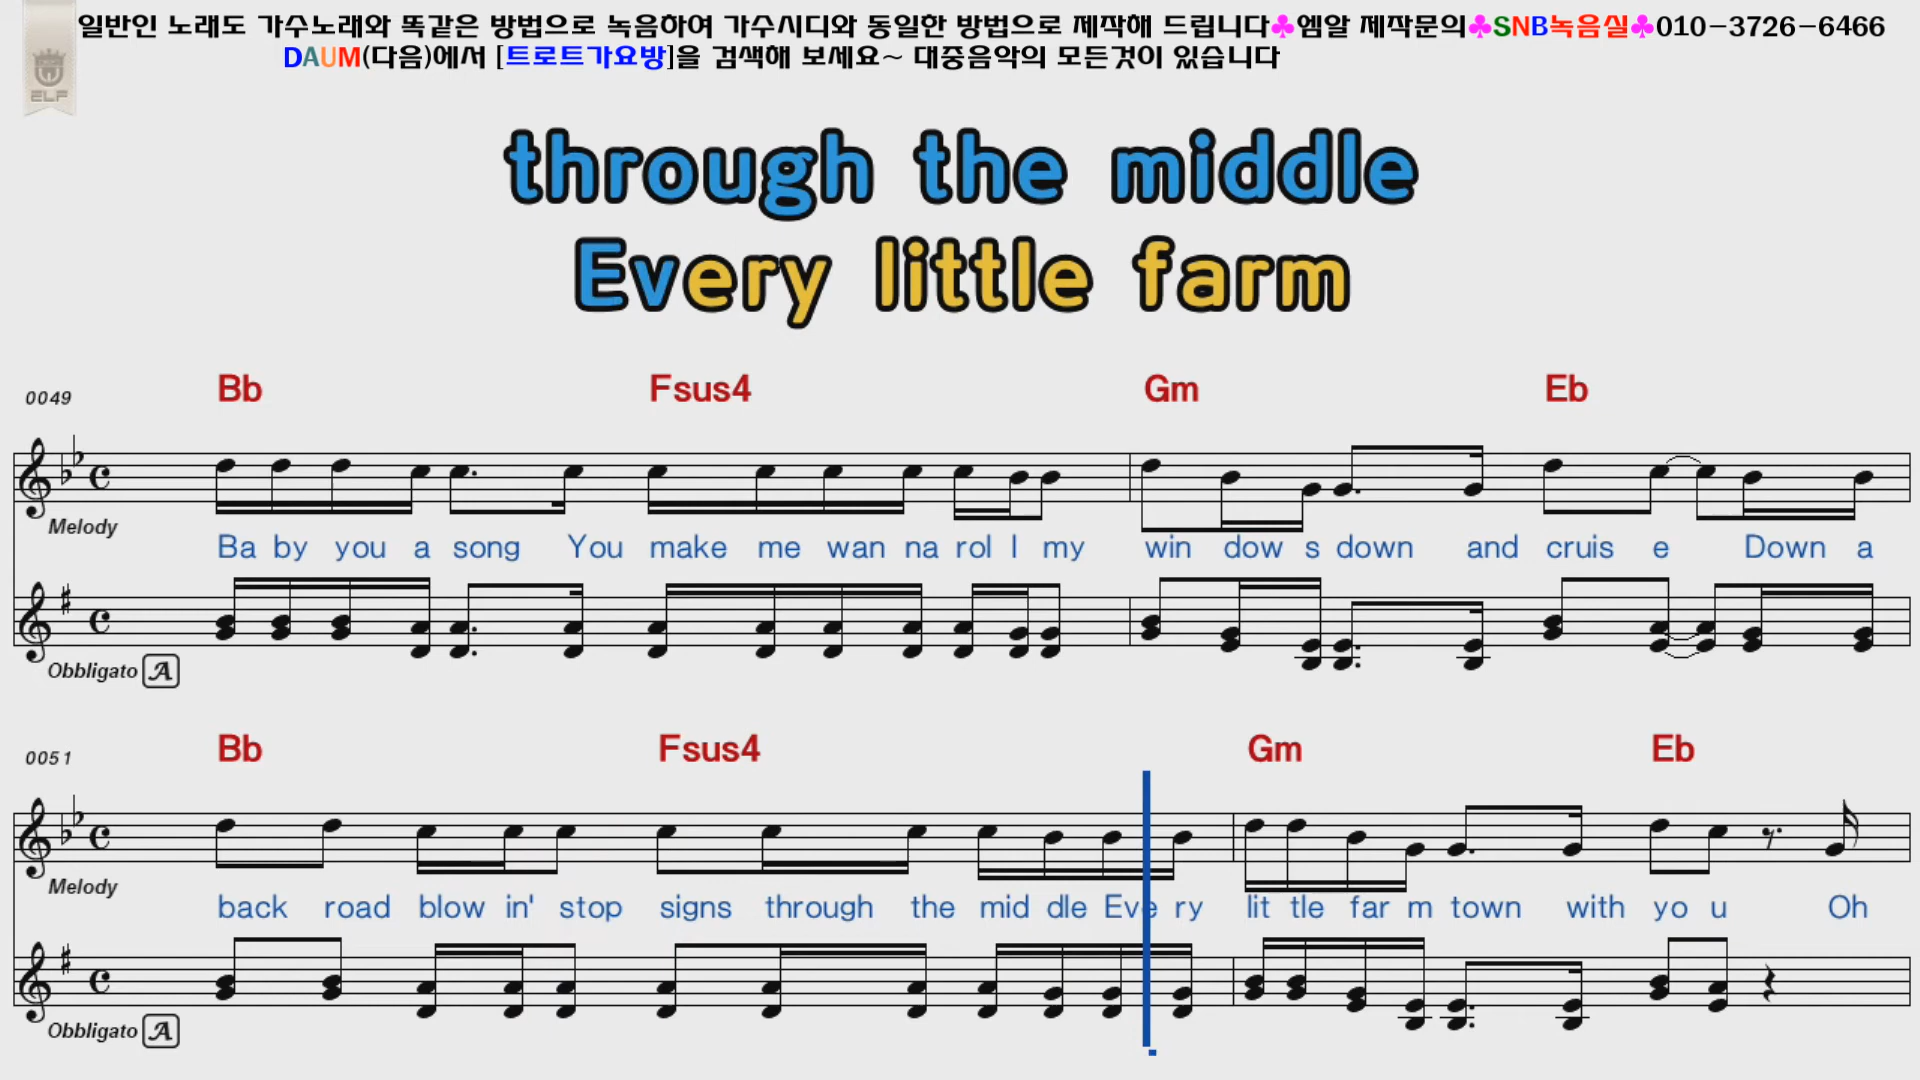 일반인 노래도 가수노래와 똑같은 방법으로 녹음하여 가수시디와 동일한 방법으로 제작해 드립니다♣엠알 제작문의♣SNB녹음실♣010-3726-6466
DAUM(다음)에서 [트로트가요방]을 검색해 보세요~ 대중음악의 모든것이 있습니다
ELF
through the middle
Every little farm
0049 Bb Fsus4 Gm Eb
Melody
Ba by you a song You make me wan na rol l my win dow s down and cruis e Down a
Obbligato A
0051 Bb Fsus4 Gm Eb
Melody
back road blow in' stop signs through the mid dle Eve ry lit tle far m town with yo u Oh
Obbligato A